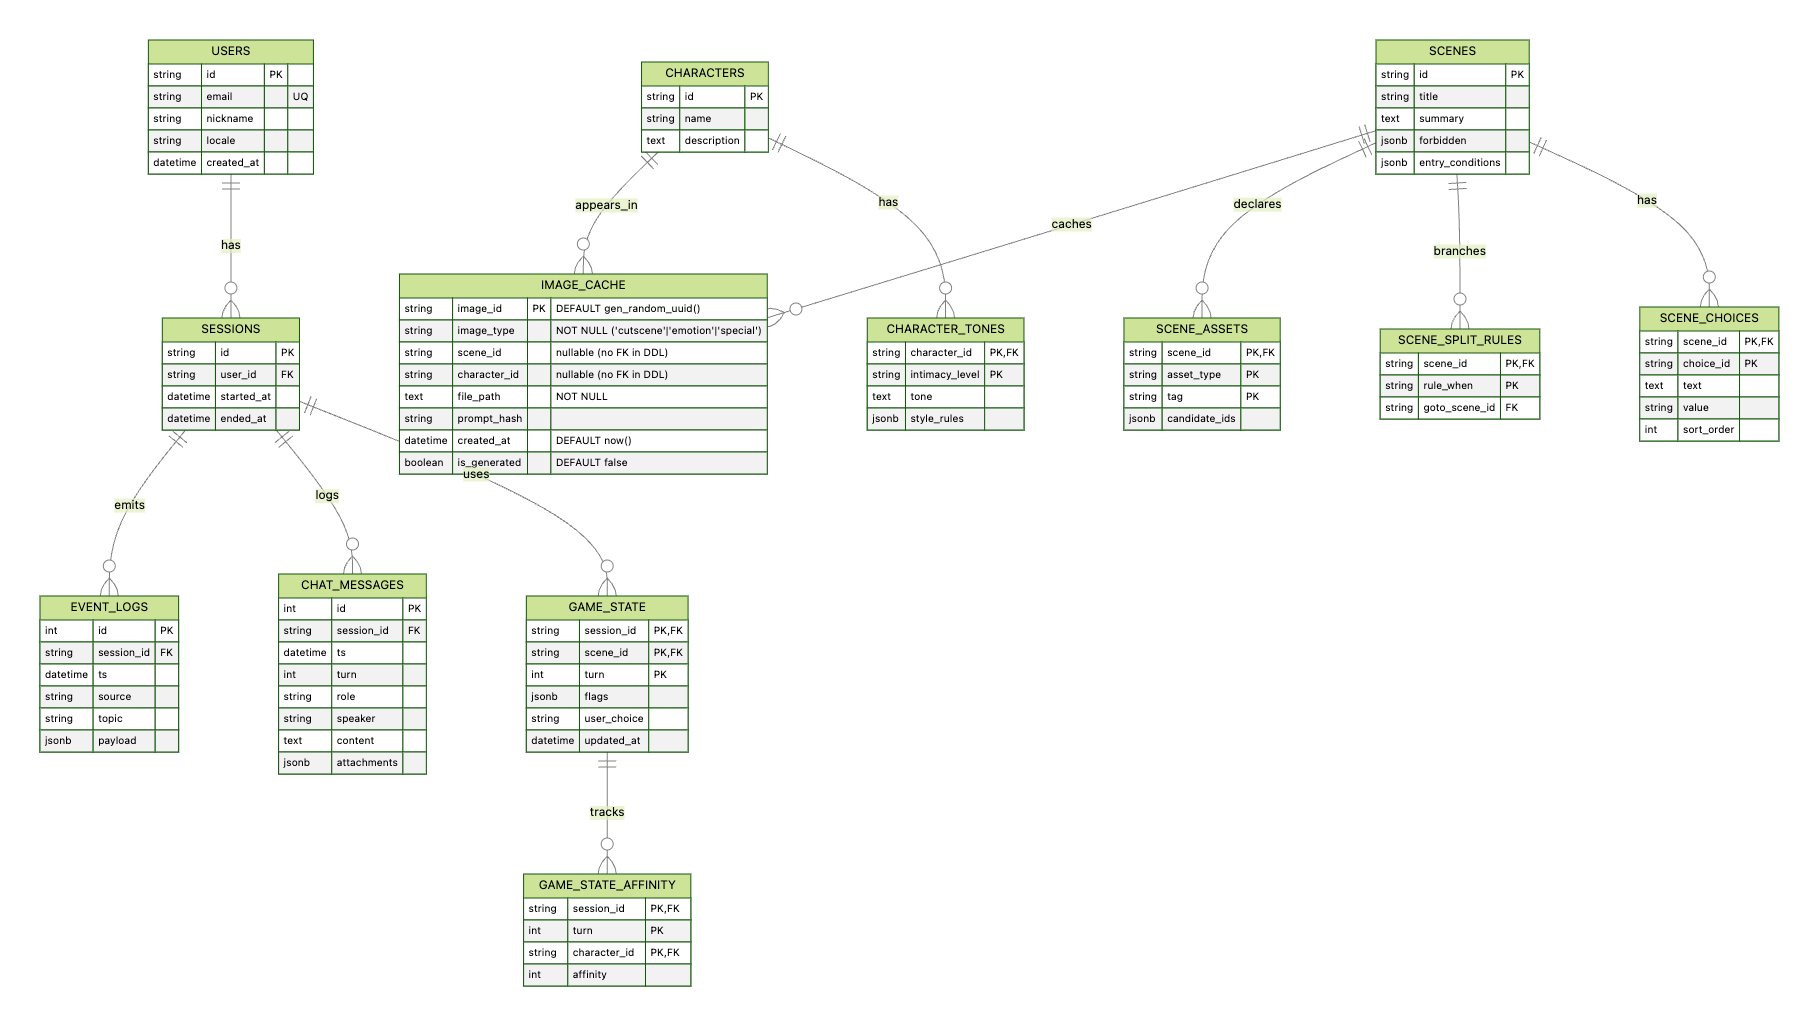 USERS
string id PK
string email UQ
string nickname
string locale
datetime created_at
CHARACTERS
string id PK
string name
text description
SCENES
string id PK
string title
text summary
jsonb forbidden
jsonb entry_conditions
has
appears_in
has
caches
declares
branches
has
IMAGE_CACHE
string image_id PK DEFAULT gen_random_uuid()
string image_type NOT NULL ('cutscene'|'emotion'|'special')
string scene_id nullable (no FK in DDL)
string character_id nullable (no FK in DDL)
text file_path NOT NULL
string prompt_hash
datetime created_at DEFAULT now()
boolean is_generated DEFAULT false
SESSIONS
string id PK
string user_id FK
datetime started_at
datetime ended_at
CHARACTER_TONES
string character_id PK,FK
string intimacy_level PK
text tone
jsonb style_rules
SCENE_ASSETS
string scene_id PK,FK
string asset_type PK
string tag PK
jsonb candidate_ids
SCENE_SPLIT_RULES
string scene_id PK,FK
string rule_when PK
string goto_scene_id FK
SCENE_CHOICES
string scene_id PK,FK
string choice_id PK
text text
string value
int sort_order
emits
logs
uses
EVENT_LOGS
int id PK
string session_id FK
datetime ts
string source
string topic
jsonb payload
CHAT_MESSAGES
int id PK
string session_id FK
datetime ts
int turn
string role
string speaker
text content
jsonb attachments
GAME_STATE
string session_id PK,FK
string scene_id PK,FK
int turn PK
jsonb flags
string user_choice
datetime updated_at
tracks
GAME_STATE_AFFINITY
string session_id PK,FK
int turn PK
string character_id PK,FK
int affinity